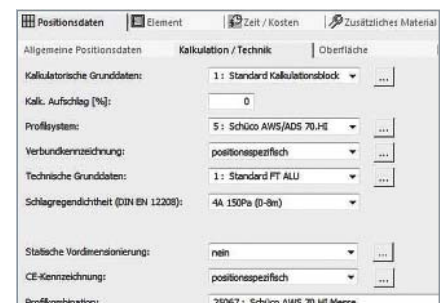 Positionsdaten Element Zeit / Kosten Zusätzliches Material
Allgemeine Positionsdaten Kalkulation / Technik Oberfläche
Kalkulatorische Grunddaten: 1 : Standard Kalkulationsblock ...
Kalk. Aufschlag [%]: 0
Profilsystem: 5 : Schüco AWS/ADS 70.HI ...
Verbundkennzeichnung: positionsspezifisch ...
Technische Grunddaten: 1 : Standard FT ALU ...
Schlagregendichtheit (DIN EN 12208): 4A 150Pa (0-8m)
Statische Vordimensionierung: nein ...
CE-Kennzeichnung: positionsspezifisch ...
Profilkombination: 25067 : Schüco AWS 70.HI Messe